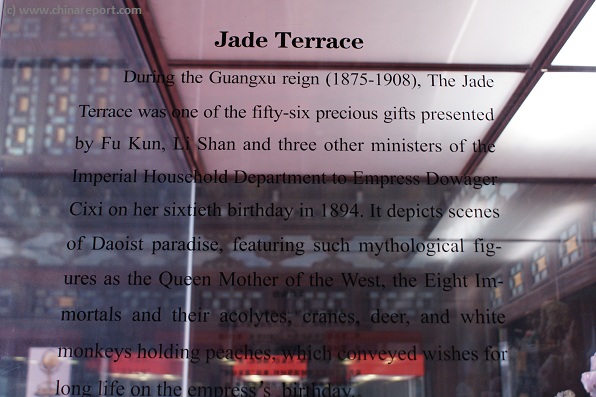 (c) www.chinareport.com
Jade Terrace
During the Guangxu reign (1875-1908), The Jade
Terrace was one of the fifty-six precious gifts presented
by Fu Kun, Li Shan and three other ministers of the
Imperial Household Department to Empress Dowager
Cixi on her sixtieth birthday in 1894. It depicts scenes
of Daoist paradise, featuring such mythological fig-
ures as the Queen Mother of the West, the Eight Im-
mortals and their acolytes, cranes, deer, and white
monkeys holding peaches, which conveyed wishes for
long life on the empress's birthday.